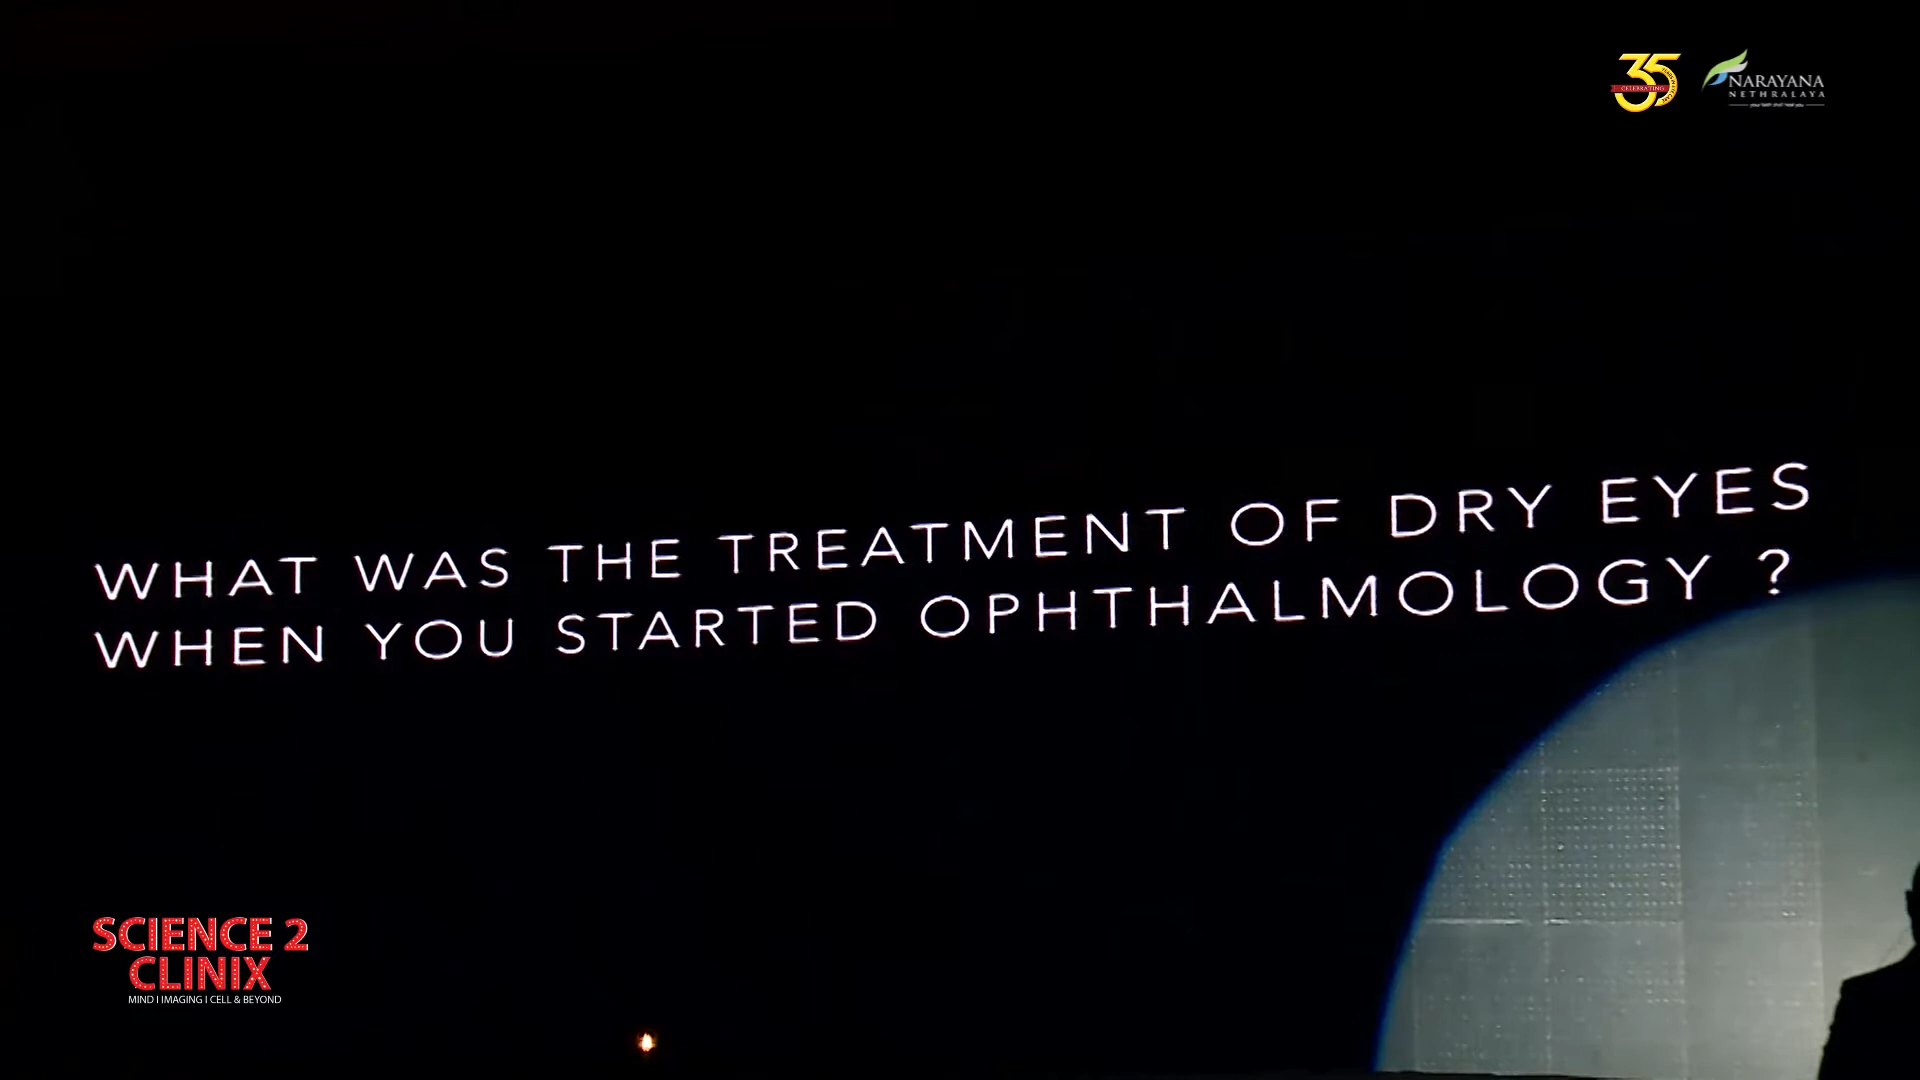 35
CELEBRATING
NARAYANA
NETHRALAYA
WHAT WAS THE TREATMENT OF DRY EYES
WHEN YOU STARTED OPHTHALMOLOGY ?
SCIENCE 2
CLINIX
MIND I IMAGING I CELL & BEYOND